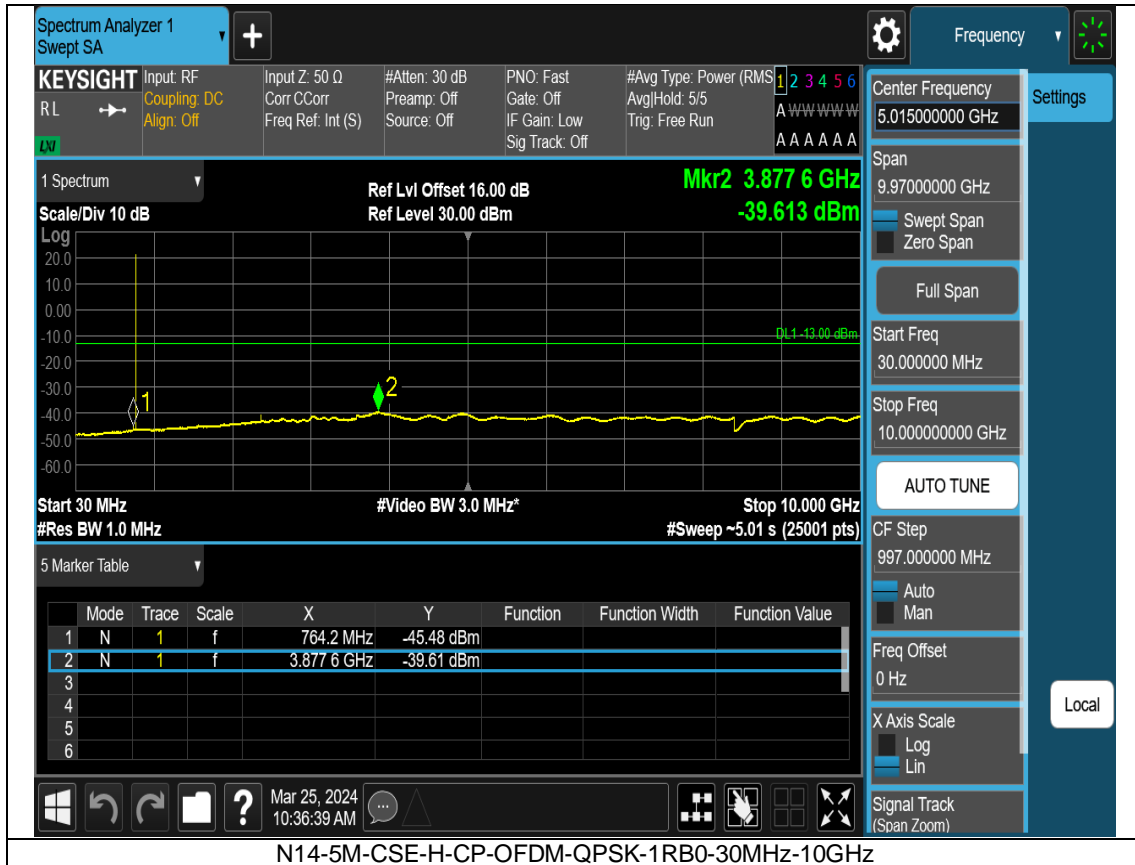 Spectrum Analyzer 1
Swept SA
+
Frequency
KEYSIGHT
R L
LXI
Input: RF
Coupling: DC
Align: Off
Input Z: 50 Ω
Corr CCorr
Freq Ref: Int (S)
#Atten: 30 dB
Preamp: Off
Source: Off
PNO: Fast
Gate: Off
IF Gain: Low
Sig Track: Off
#Avg Type: Power (RMS
Avg|Hold: 5/5
Trig: Free Run
1 2 3 4 5 6
A W W W W W
A A A A A A
1 Spectrum
Scale/Div 10 dB
Ref Lvl Offset 16.00 dB
Ref Level 30.00 dBm
Mkr2 3.877 6 GHz
-39.613 dBm
Log
20.0
10.0
0.00
-10.0
-20.0
-30.0
-40.0
-50.0
-60.0
DL1 -13.00 dBm
1
2
Start 30 MHz
#Video BW 3.0 MHz*
Stop 10.000 GHz
#Res BW 1.0 MHz
#Sweep ~5.01 s (25001 pts)
5 Marker Table
Mode Trace Scale X Y Function Function Width Function Value
1 N 1 f 764.2 MHz -45.48 dBm
2 N 1 f 3.877 6 GHz -39.61 dBm
3
4
5
6
Center Frequency
5.015000000 GHz
Settings
Span
9.97000000 GHz
Swept Span
Zero Span
Full Span
Start Freq
30.000000 MHz
Stop Freq
10.000000000 GHz
AUTO TUNE
CF Step
997.000000 MHz
Auto
Man
Freq Offset
0 Hz
X Axis Scale
Log
Lin
Local
Signal Track
(Span Zoom)
?
Mar 25, 2024
10:36:39 AM
N14-5M-CSE-H-CP-OFDM-QPSK-1RB0-30MHz-10GHz